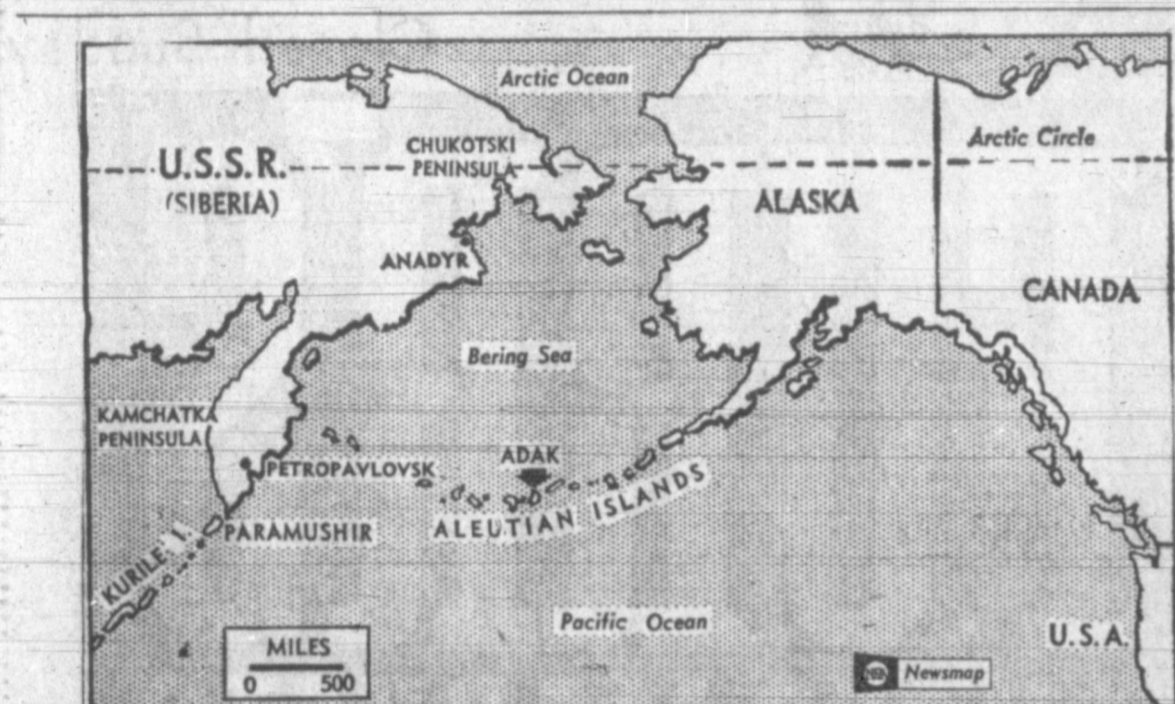 Arctic Ocean
Arctic Circle
CHUKOTSKI
PENINSULA
U.S.S.R.
(SIBERIA)
ALASKA
ANADYR
CANADA
Bering Sea
KAMCHATKA
PENINSULA
ADAK
PETROPAVLOVSK
ALEUTIAN ISLANDS
PARAMUSHIR
KURILE I.
Pacific Ocean
U.S.A.
MILES
0 500
Newsmap